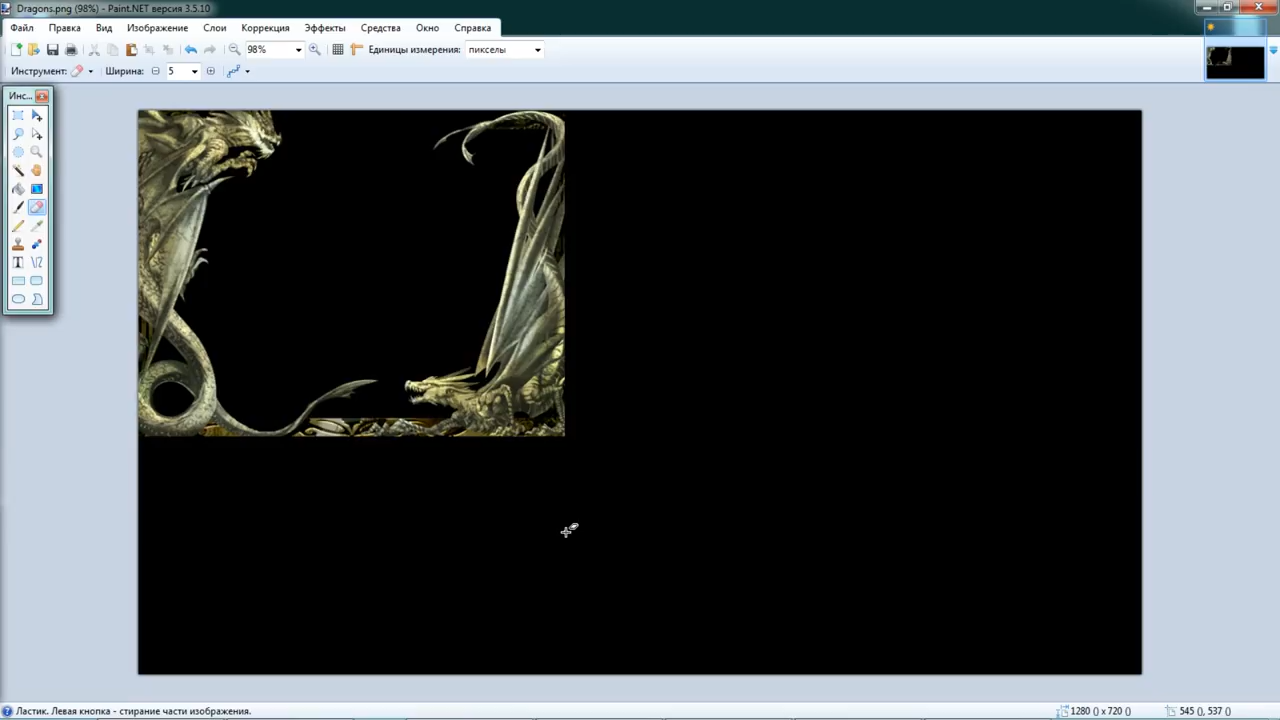 Dragons.png (98%) - Paint.NET версия 3.5.10
Файл Правка Вид Изображение Слои Коррекция Эффекты Средства Окно Справка
98% Единицы измерения: пикселы
Инструмент: Ширина: 5
Инс...
Ластик. Левая кнопка - стирание части изображения. 1280 () x 720 () 545 (), 537 ()